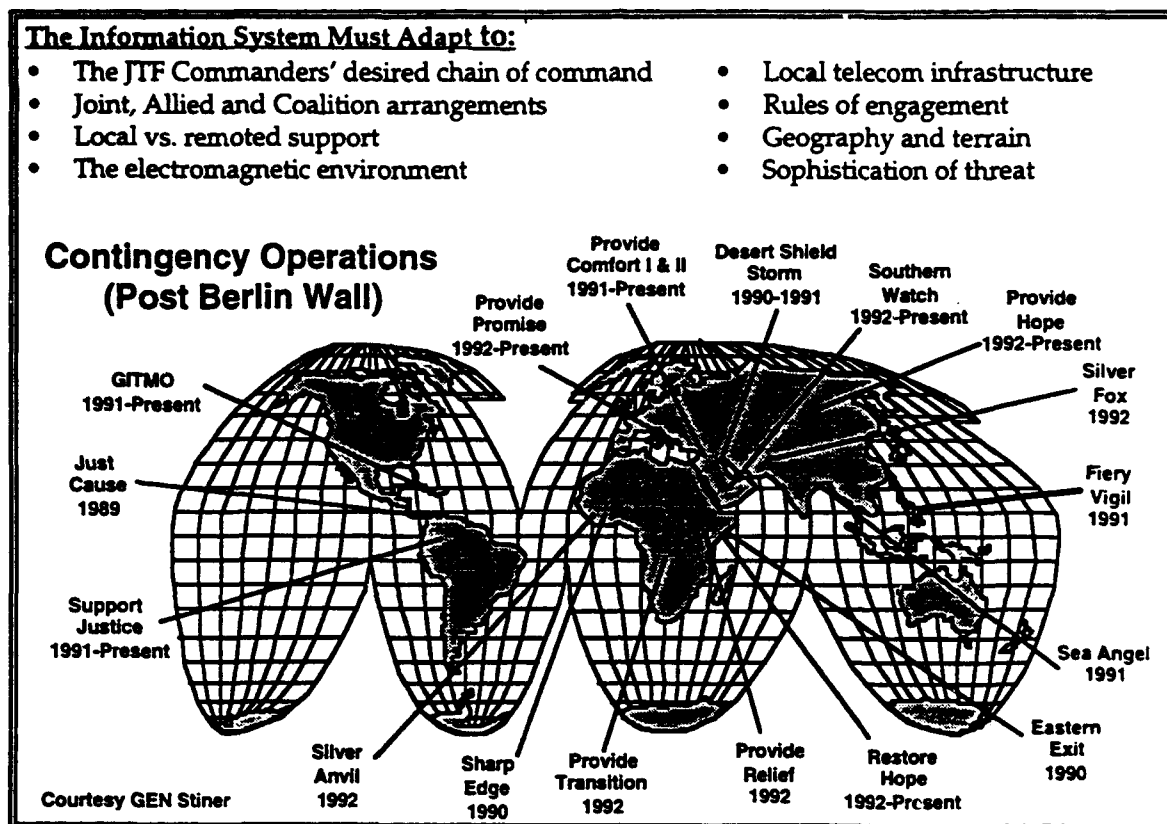 The Information System Must Adapt to:
• The JTF Commanders' desired chain of command
• Joint, Allied and Coalition arrangements
• Local vs. remoted support
• The electromagnetic environment
• Local telecom infrastructure
• Rules of engagement
• Geography and terrain
• Sophistication of threat
Contingency Operations
(Post Berlin Wall)
Provide
Comfort I & II
1991-Present
Desert Shield
Storm
1990-1991
Southern
Watch
1992-Present
Provide
Hope
1992-Present
Provide
Promise
1992-Present
GITMO
1991-Present
Silver
Fox
1992
Just
Cause
1989
Fiery
Vigil
1991
Support
Justice
1991-Present
Sea Angel
1991
Eastern
Exit
1990
Silver
Anvil
1992
Sharp
Edge
1990
Provide
Transition
1992
Provide
Relief
1992
Restore
Hope
1992-Present
Courtesy GEN Stiner